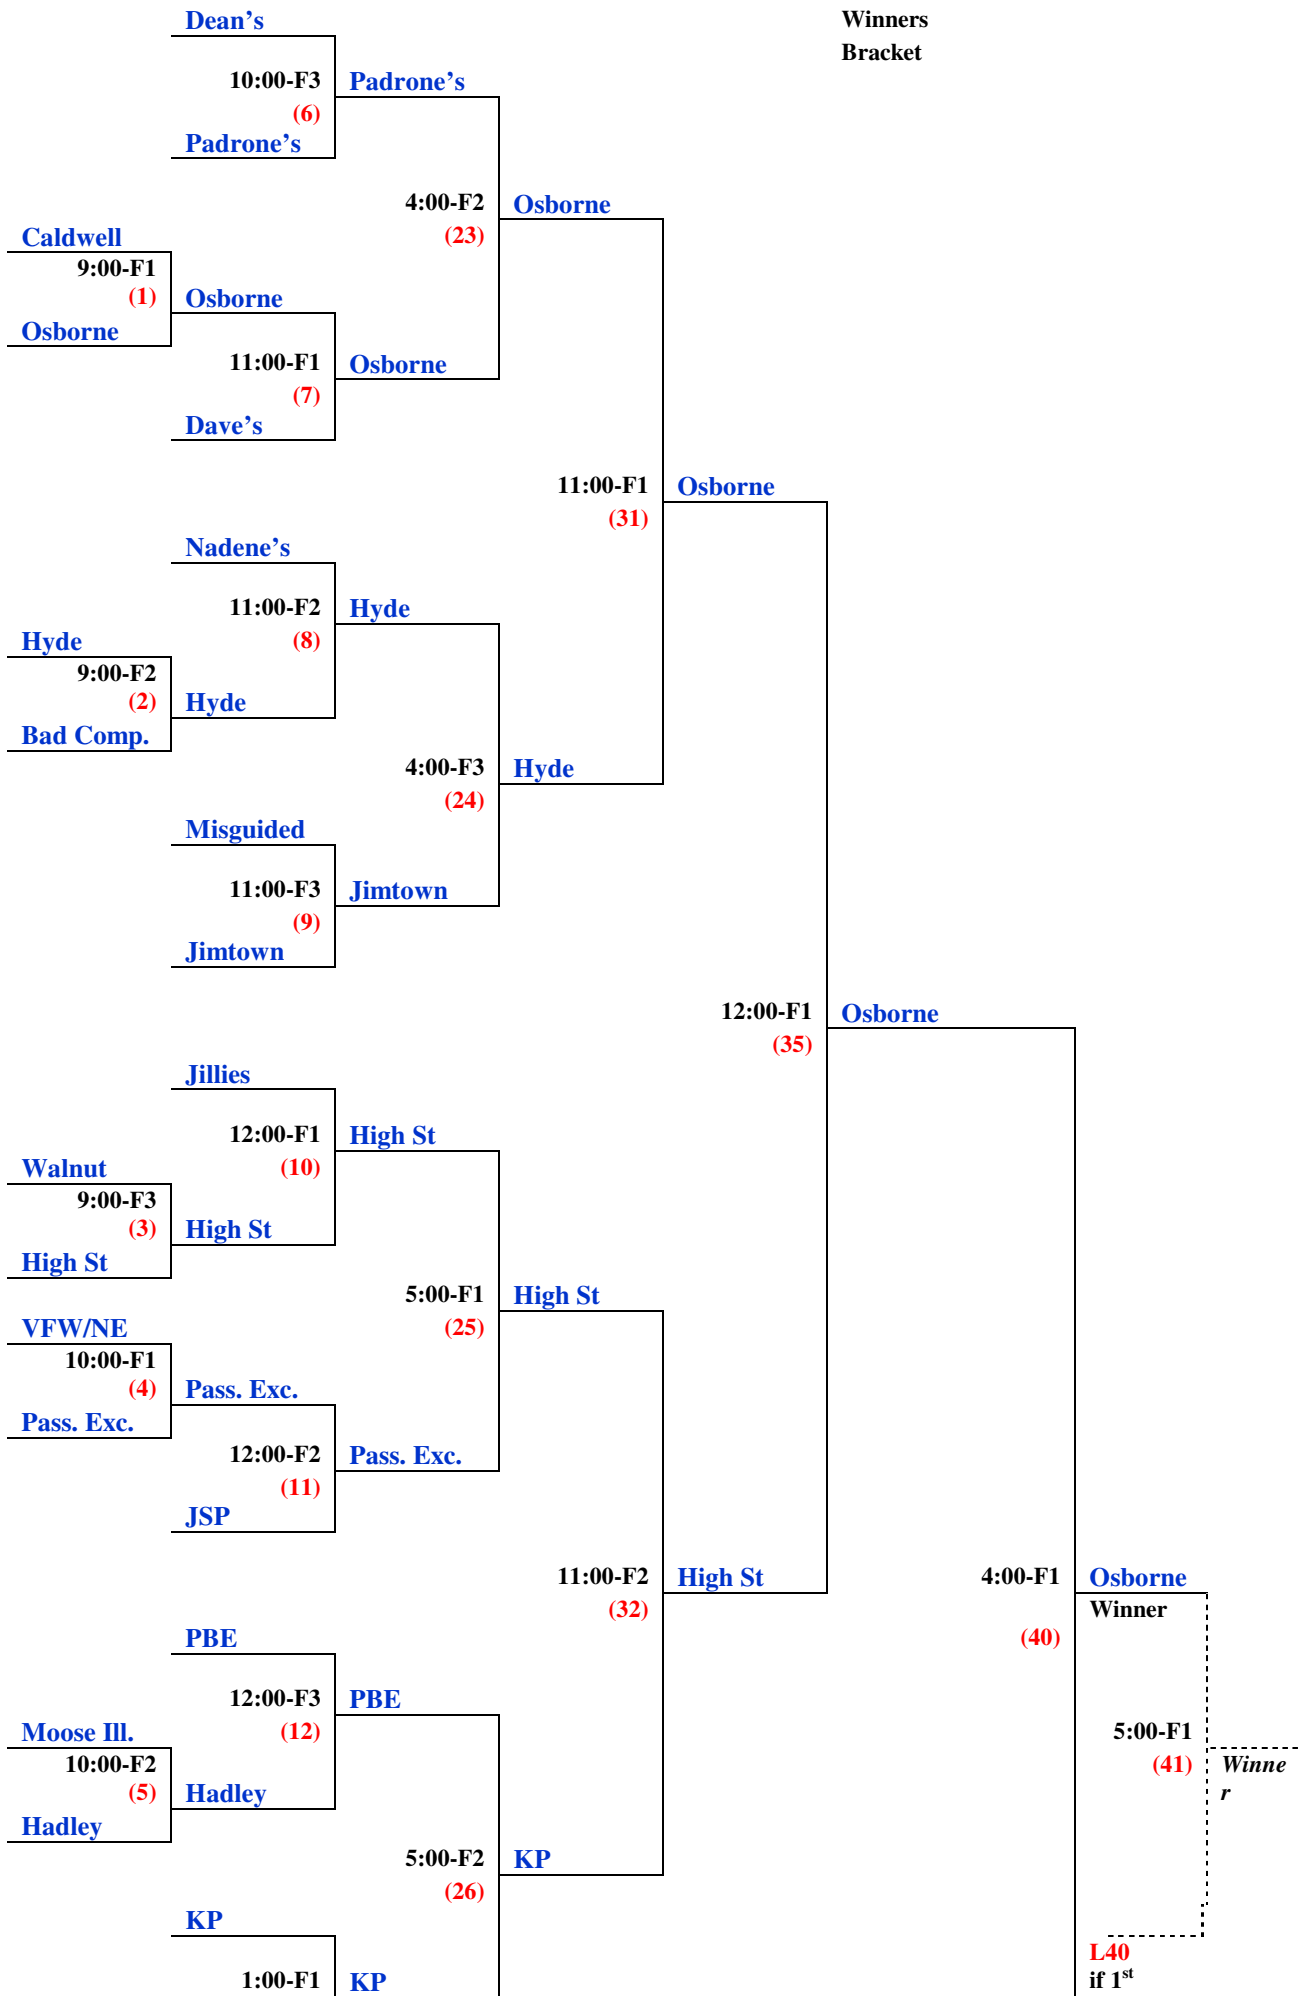 Dean’s
Winners
Bracket
10:00-F3
Padrone’s
(6)
Padrone’s
4:00-F2
Osborne
(23)
Caldwell
9:00-F1
(1)
Osborne
Osborne
11:00-F1
Osborne
(7)
Dave’s
11:00-F1
Osborne
(31)
Nadene’s
11:00-F2
Hyde
(8)
Hyde
9:00-F2
(2)
Hyde
Bad Comp.
4:00-F3
Hyde
(24)
Misguided
11:00-F3
Jimtown
(9)
Jimtown
12:00-F1
Osborne
(35)
Jillies
12:00-F1
High St
(10)
Walnut
9:00-F3
(3)
High St
High St
5:00-F1
High St
(25)
VFW/NE
10:00-F1
(4)
Pass. Exc.
Pass. Exc.
12:00-F2
Pass. Exc.
(11)
JSP
11:00-F2
High St
(32)
4:00-F1
Osborne
Winner
(40)
PBE
12:00-F3
PBE
(12)
Moose Ill.
10:00-F2
(5)
Hadley
Hadley
5:00-F1
(41)
Winne
r
5:00-F2
KP
(26)
KP
1:00-F1
KP
L40
if 1st